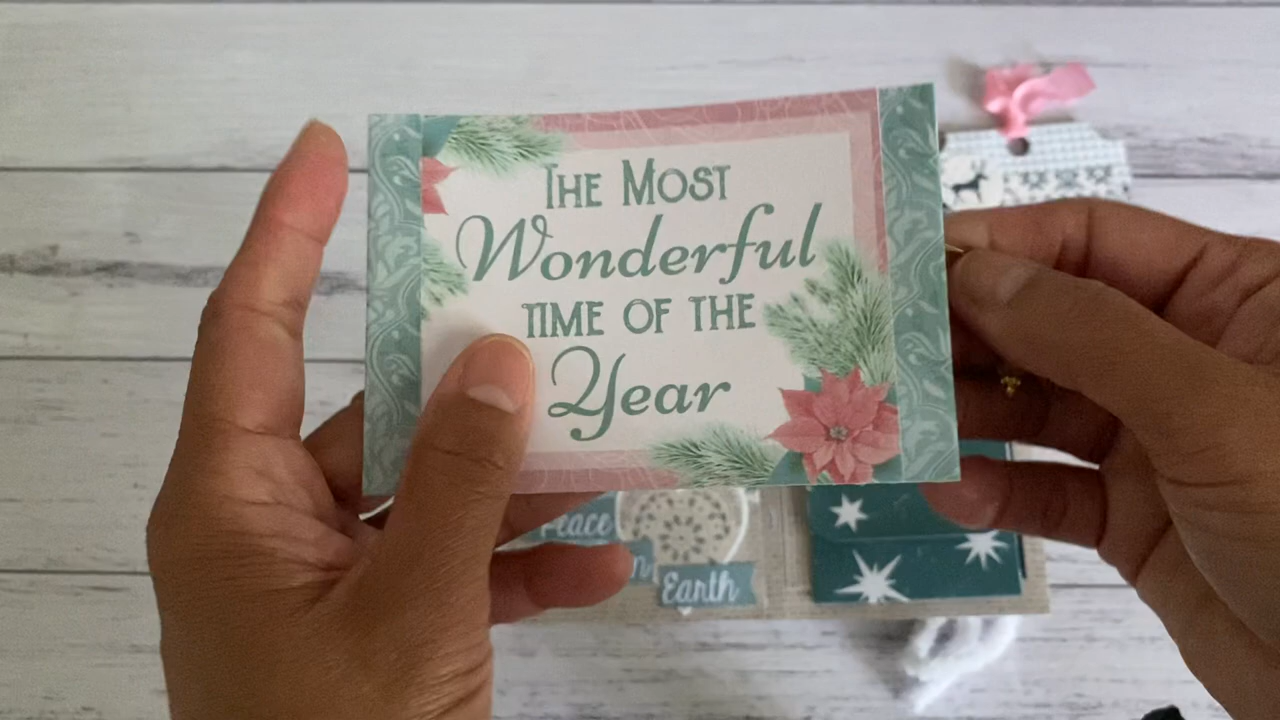 The Most
Wonderful
time of the
Year
Peace
Earth